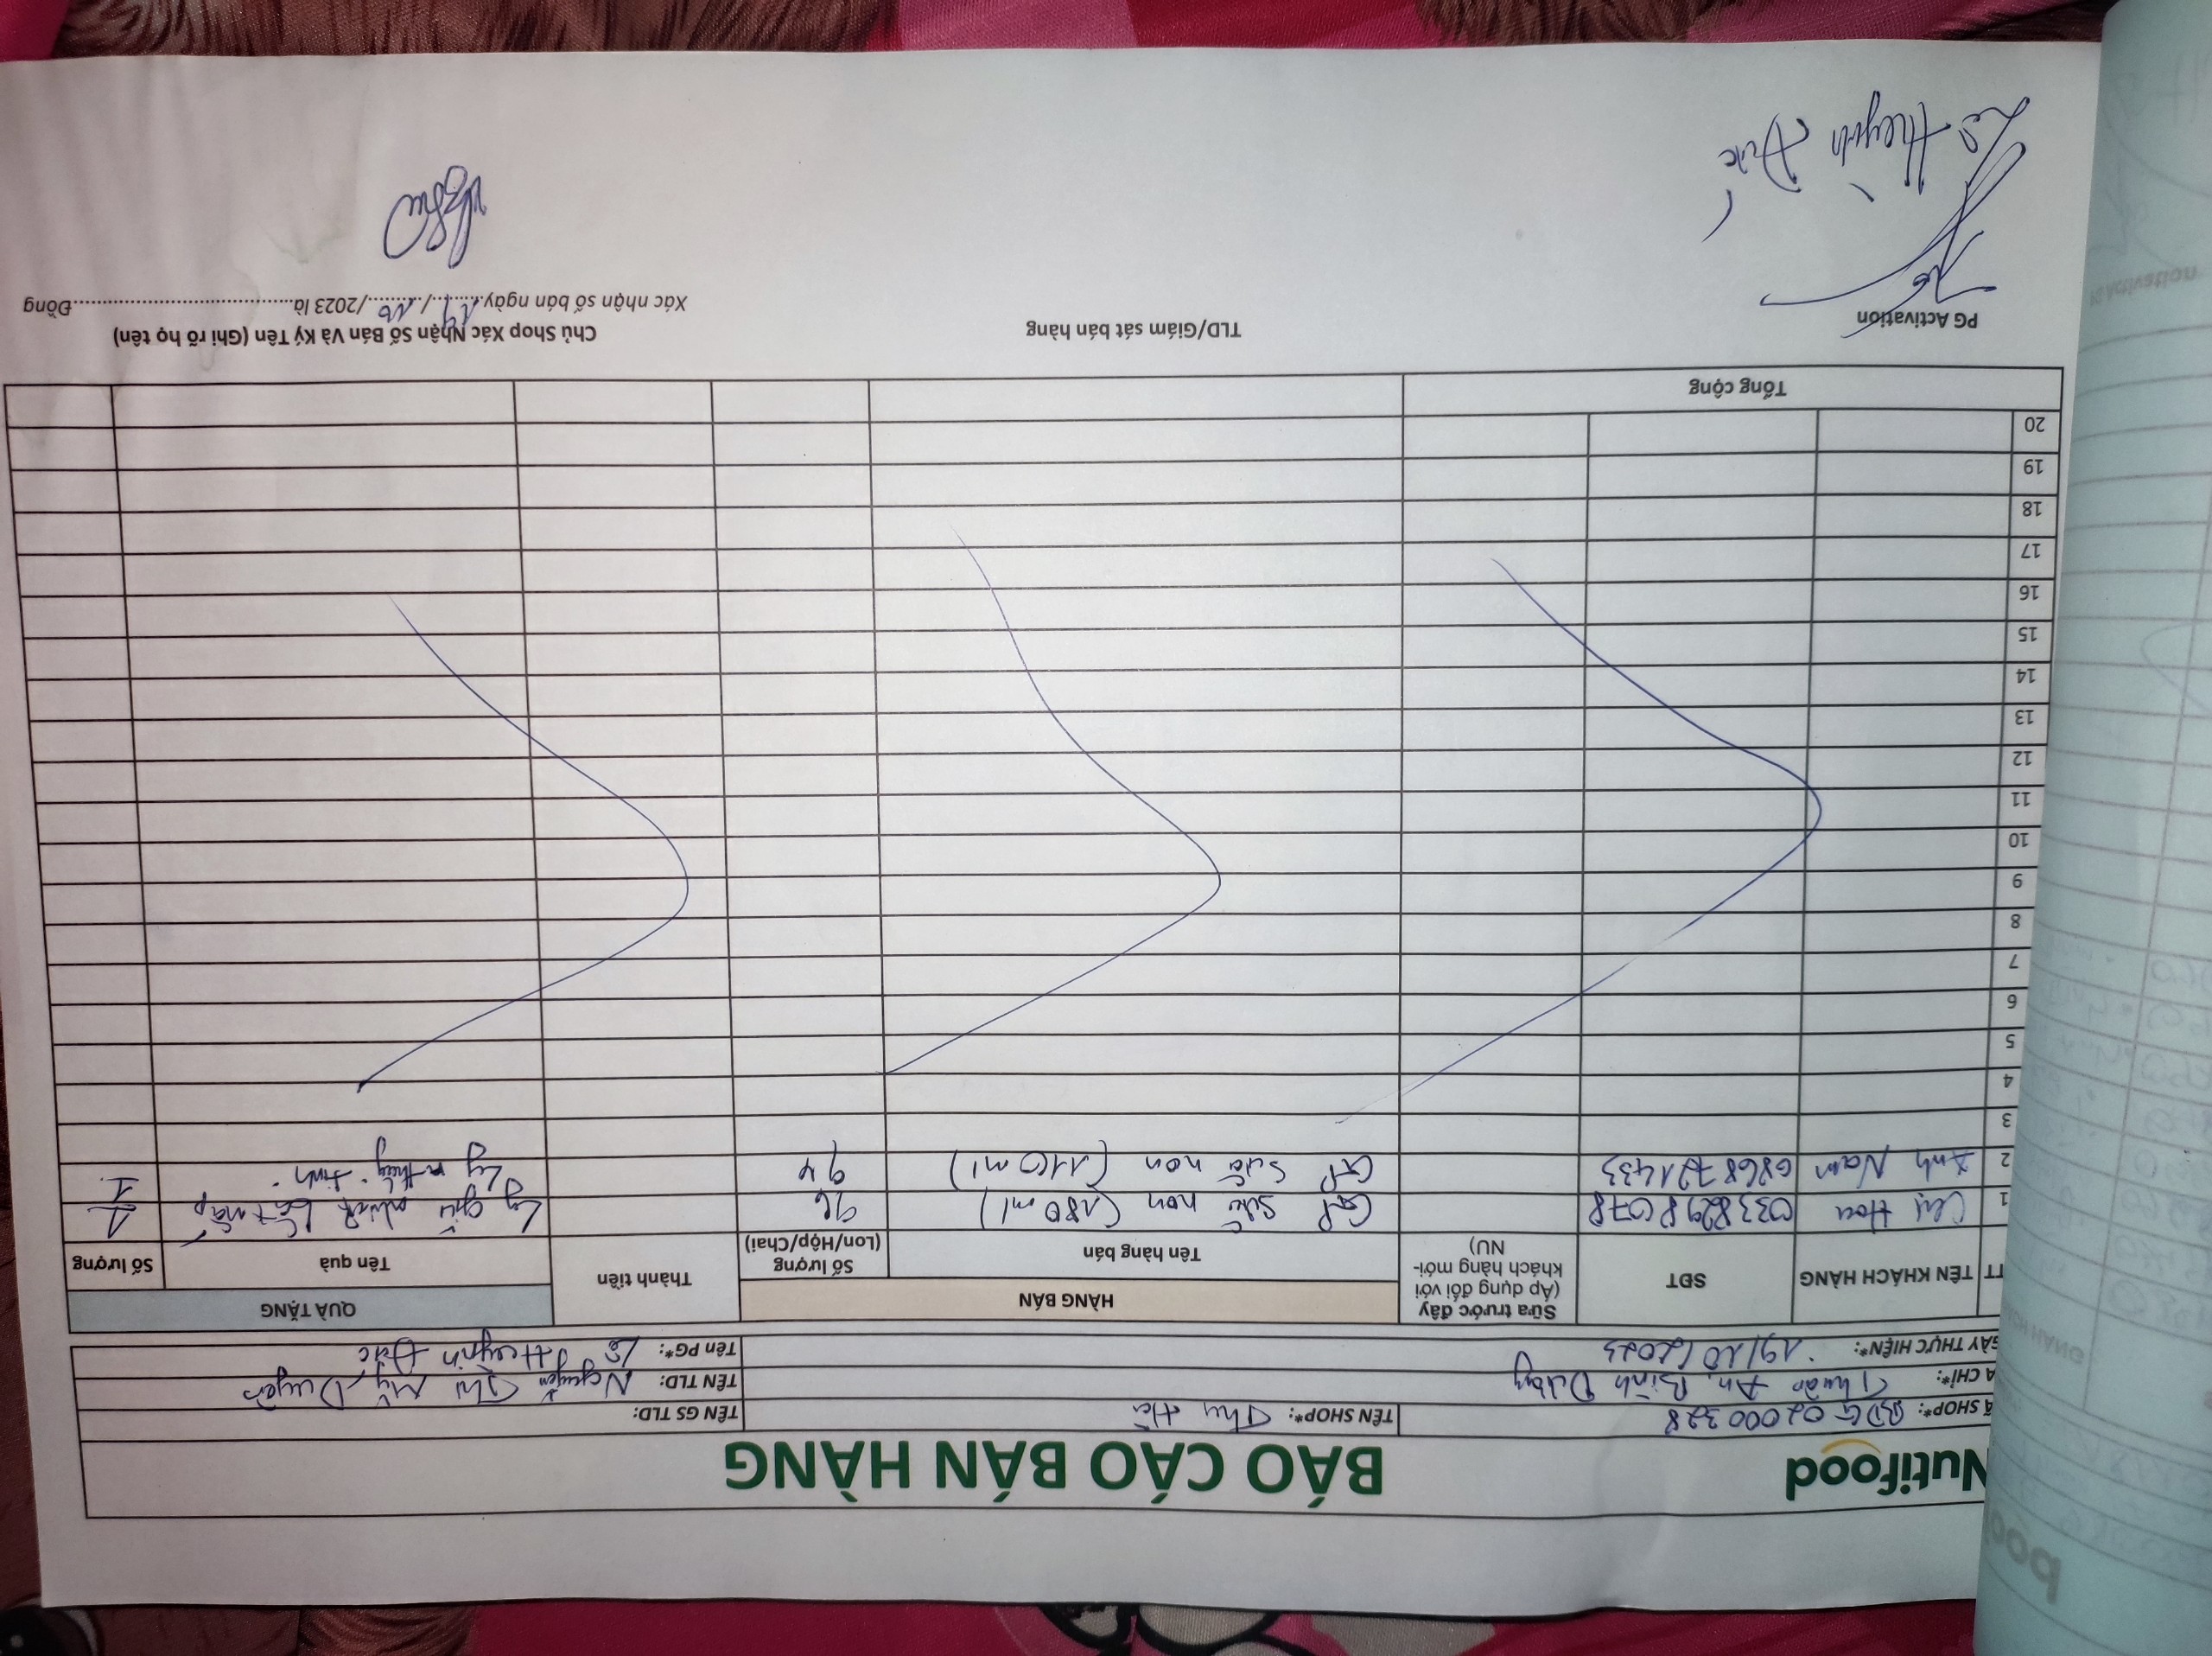 Nutifood
BÁO CÁO BÁN HÀNG
Ã SHOP*: BDG 02000328 TÊN SHOP*: Thu Hà TÊN GS TLD:
A CHỈ*: Thuận An, Bình Dương TÊN TLD: Nguyễn Thị Mỹ Duyên
GÀY THỰC HIỆN*: 19/10/2023 Tên PG*: Lê Huỳnh Đức
TT TÊN KHÁCH HÀNG SĐT Sữa trước đây (Áp dụng đối với khách hàng mới-NU) HÀNG BÁN Thành tiền QUÀ TẶNG
Tên hàng bán Số lượng (Lon/Hộp/Chai) Tên quà Số lượng
1 Chị Hoa 0338298078 GP sữa non (180ml) 96 Ly giữ nhiệt 1
2 Anh Nam 0868721433 GP sữa non (110ml) 94 Ly thủy tinh 1
3
4
5
6
7
8
9
10
11
12
13
14
15
16
17
18
19
20
Tổng cộng
PG Activation TLD/Giám sát bán hàng Chủ Shop Xác Nhận Số Bán Và Ký Tên (Ghi rõ họ tên)
Xác nhận số bán ngày 19/10/2023 là..........Đồng
Lê Huỳnh Đức